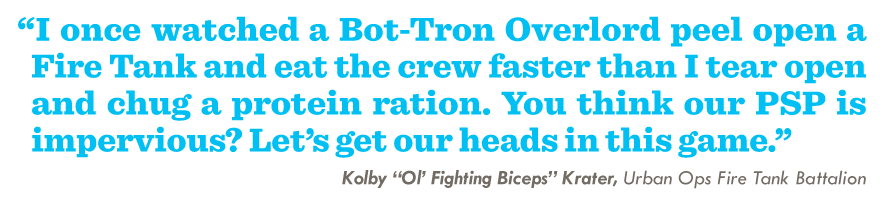 “I once watched a Bot-Tron Overlord peel open a
Fire Tank and eat the crew faster than I tear open
and chug a protein ration. You think our PSP is
impervious? Let’s get our heads in this game.”
Kolby “Ol’ Fighting Biceps” Krater, Urban Ops Fire Tank Battalion